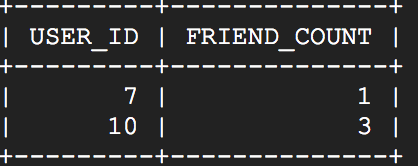 +---------+--------------+
| USER_ID | FRIEND_COUNT |
+---------+--------------+
|       7 |            1 |
|      10 |            3 |
+---------+--------------+